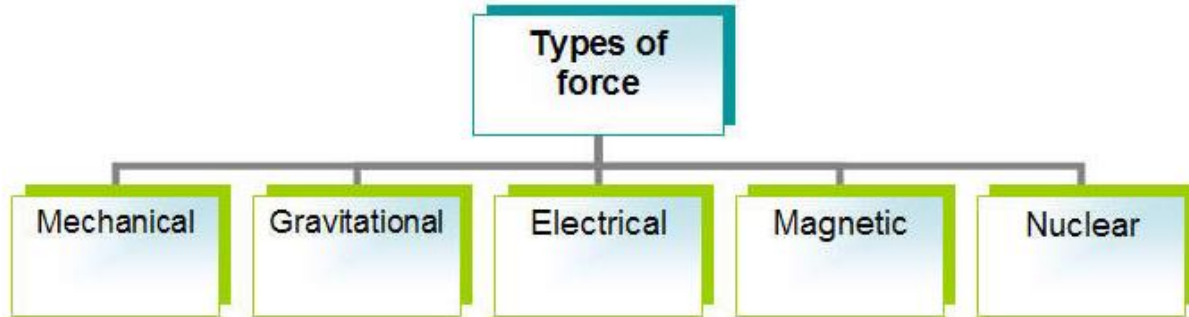 Types of
force
Mechanical
Gravitational
Electrical
Magnetic
Nuclear